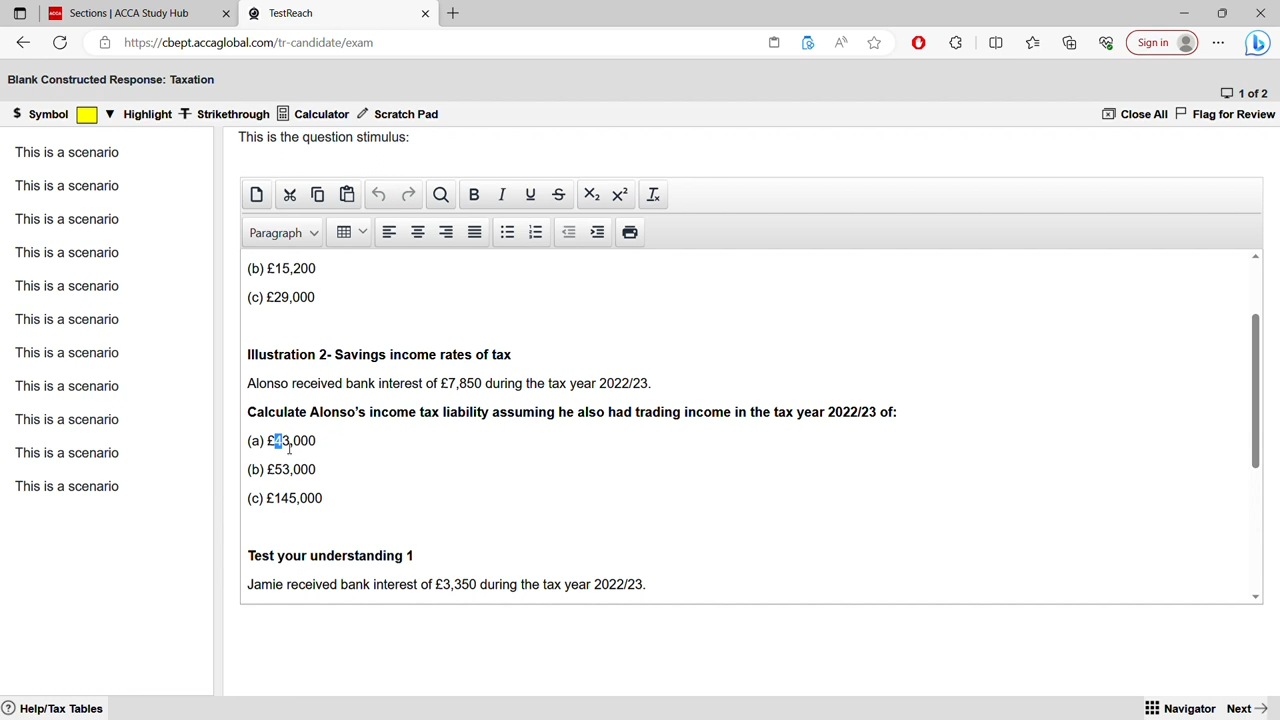 ACCA Sections | ACCA Study Hub
TestReach
https://cbept.accaglobal.com/tr-candidate/exam
Sign in
Blank Constructed Response: Taxation
1 of 2
$ Symbol Highlight Strikethrough Calculator Scratch Pad Close All Flag for Review
This is a scenario
This is a scenario
This is a scenario
This is a scenario
This is a scenario
This is a scenario
This is a scenario
This is a scenario
This is a scenario
This is a scenario
This is a scenario
This is the question stimulus:
B I U S X₂ X² Tx
Paragraph
(b) £15,200
(c) £29,000
Illustration 2- Savings income rates of tax
Alonso received bank interest of £7,850 during the tax year 2022/23.
Calculate Alonso's income tax liability assuming he also had trading income in the tax year 2022/23 of:
(a) £43,000
(b) £53,000
(c) £145,000
Test your understanding 1
Jamie received bank interest of £3,350 during the tax year 2022/23.
? Help/Tax Tables
Navigator Next